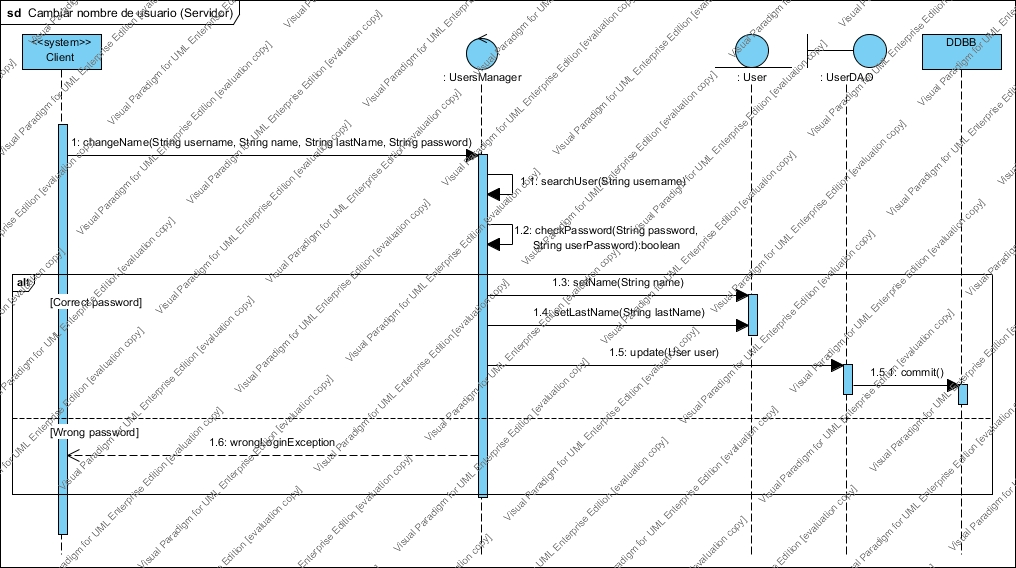 sd Cambiar nombre de usuario (Servidor)
<<system>>
Client
: UsersManager
: User
: UserDAO
DDBB
1: changeName(String username, String name, String lastName, String password)
1.1: searchUser(String username)
1.2: checkPassword(String password,
String userPassword):boolean
alt
[Correct password]
1.3: setName(String name)
1.4: setLastName(String lastName)
1.5: update(User user)
1.5.1: commit()
[Wrong password]
1.6: wrongLoginException
Visual Paradigm for UML Enterprise Edition [evaluation copy]